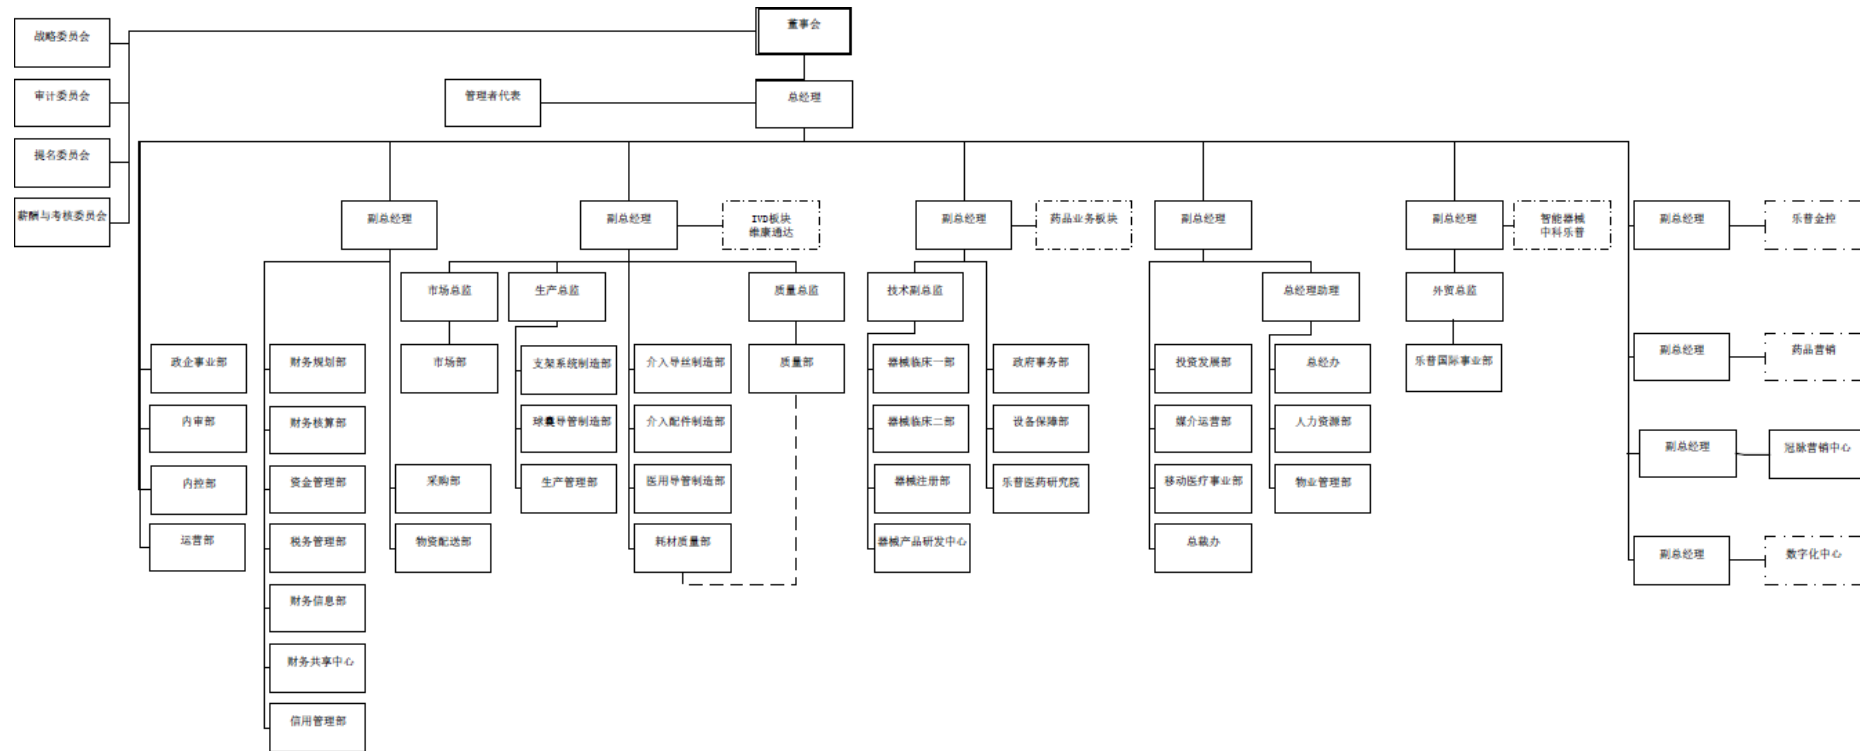 董事会
战略委员会
审计委员会
提名委员会
薪酬与考核委员会
管理者代表
总经理
副总经理
副总经理
IVD板块
维康通达
副总经理
药品业务板块
副总经理
副总经理
智能器械
中科乐普
副总经理
乐普金控
市场总监
生产总监
质量总监
技术副总监
总经理助理
外贸总监
政企事业部
财务规划部
市场部
支架系统制造部
介入导丝制造部
质量部
器械临床一部
政府事务部
投资发展部
总经办
乐普国际事业部
副总经理
药品营销
内审部
财务核算部
球囊导管制造部
介入配件制造部
器械临床二部
设备保障部
媒介运营部
人力资源部
副总经理
冠脉营销中心
内控部
资金管理部
采购部
生产管理部
医用导管制造部
器械注册部
乐普医药研究院
移动医疗事业部
物业管理部
运营部
税务管理部
物资配送部
耗材质量部
器械产品研发中心
总裁办
副总经理
数字化中心
财务信息部
财务共享中心
信用管理部